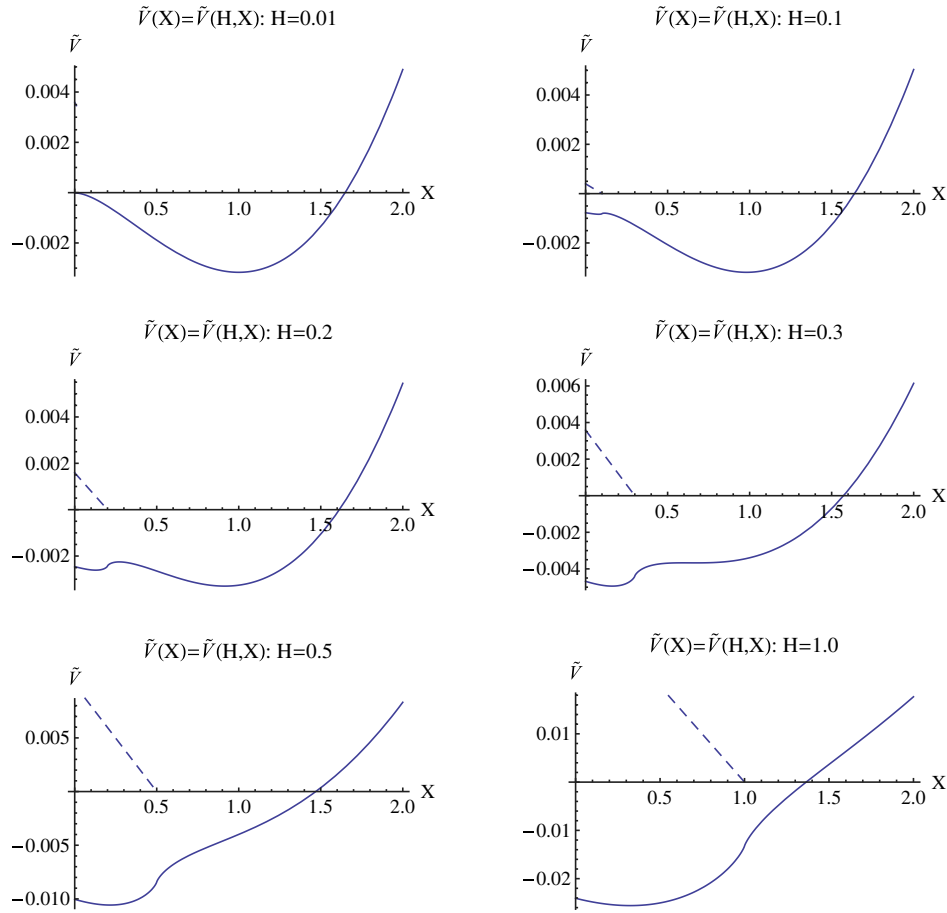 Ṽ(X)=Ṽ(H,X): H=0.01
Ṽ
0.004
0.002
−0.002
0.5
1.0
1.5
2.0
X
Ṽ(X)=Ṽ(H,X): H=0.1
Ṽ
0.004
0.002
−0.002
0.5
1.0
1.5
2.0
X
Ṽ(X)=Ṽ(H,X): H=0.2
Ṽ
0.004
0.002
−0.002
0.5
1.0
1.5
2.0
X
Ṽ(X)=Ṽ(H,X): H=0.3
Ṽ
0.006
0.004
0.002
−0.002
−0.004
0.5
1.0
1.5
2.0
X
Ṽ(X)=Ṽ(H,X): H=0.5
Ṽ
0.005
−0.005
−0.010
0.5
1.0
1.5
2.0
X
Ṽ(X)=Ṽ(H,X): H=1.0
Ṽ
0.01
−0.01
−0.02
0.5
1.0
1.5
2.0
X